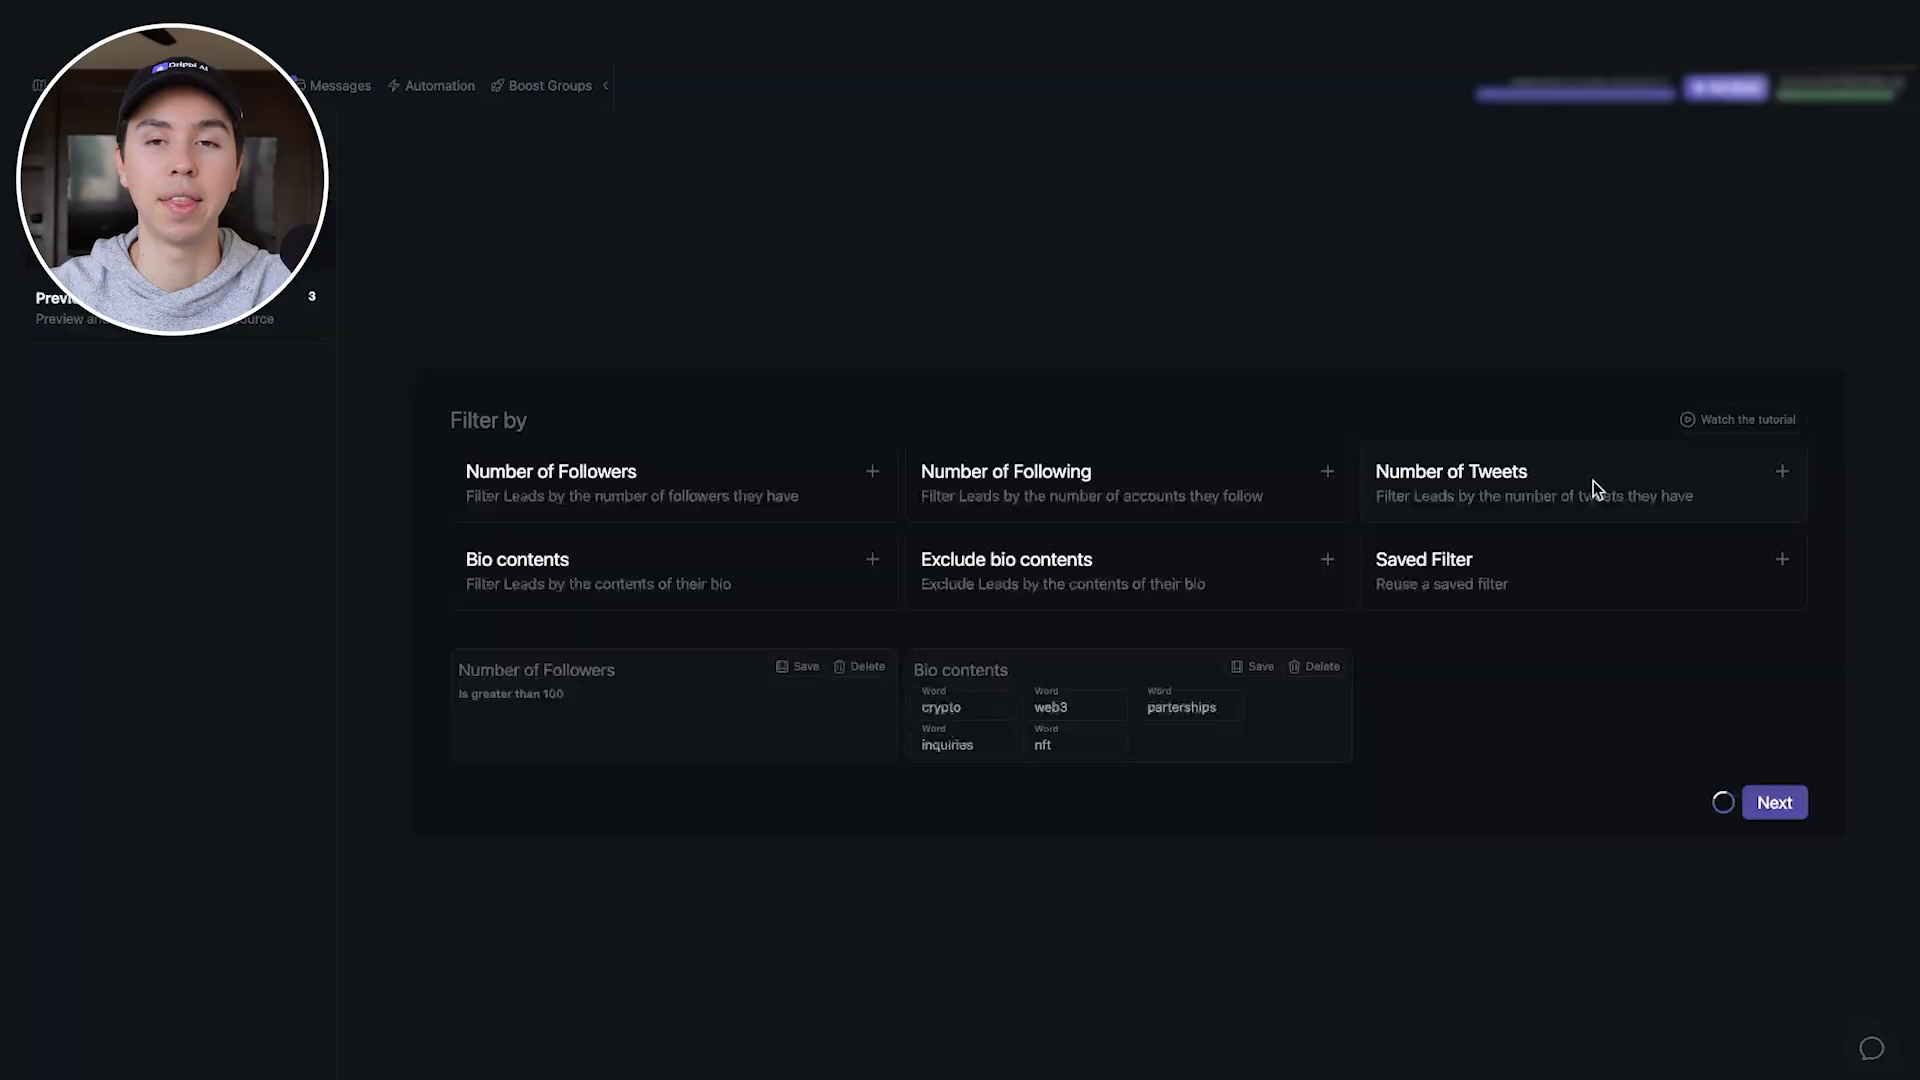 Drippi AI
Messages
Automation
Boost Groups
3
Filter by
Watch the tutorial
Number of Followers
Filter Leads by the number of followers they have
Number of Following
Filter Leads by the number of accounts they follow
Number of Tweets
Filter Leads by the number of tweets they have
Bio contents
Filter Leads by the contents of their bio
Exclude bio contents
Exclude Leads by the contents of their bio
Saved Filter
Reuse a saved filter
Number of Followers
Save
Delete
Is greater than 100
Bio contents
Save
Delete
Word
crypto
Word
web3
Word
parterships
Word
inquiries
Word
nft
Next